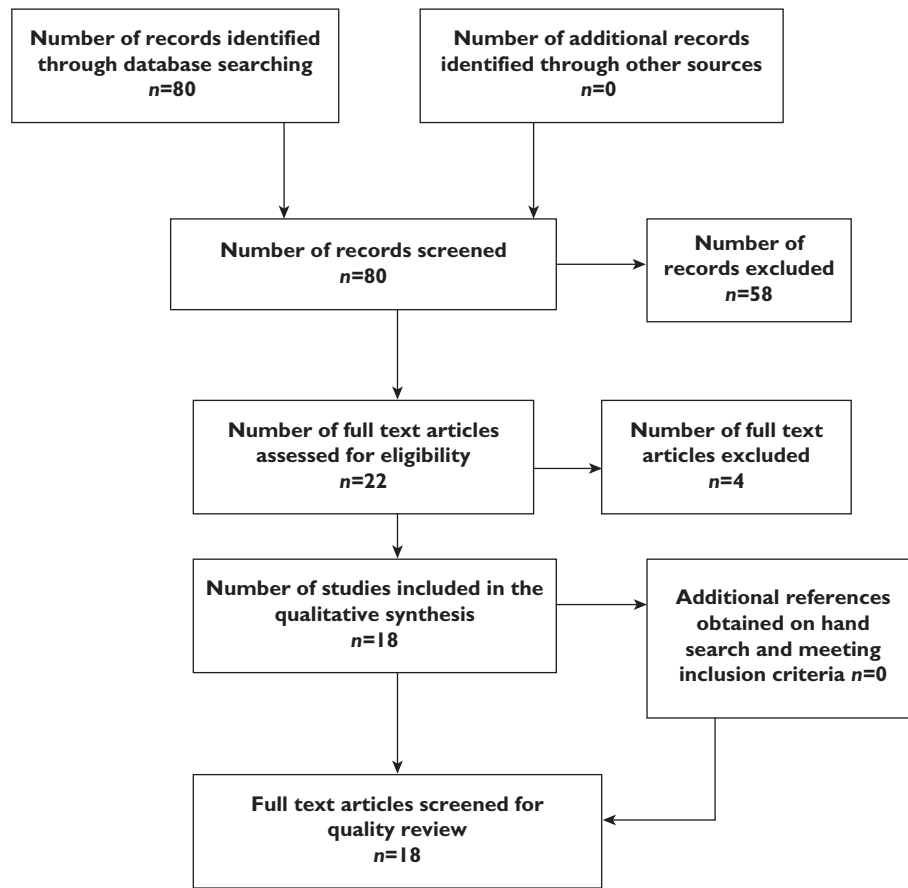 Number of records identified
through database searching
n=80
Number of additional records
identified through other sources
n=0
Number of records screened
n=80
Number of
records excluded
n=58
Number of full text articles
assessed for eligibility
n=22
Number of full text
articles excluded
n=4
Number of studies included in the
qualitative synthesis
n=18
Additional references
obtained on hand
search and meeting
inclusion criteria n=0
Full text articles screened for
quality review
n=18